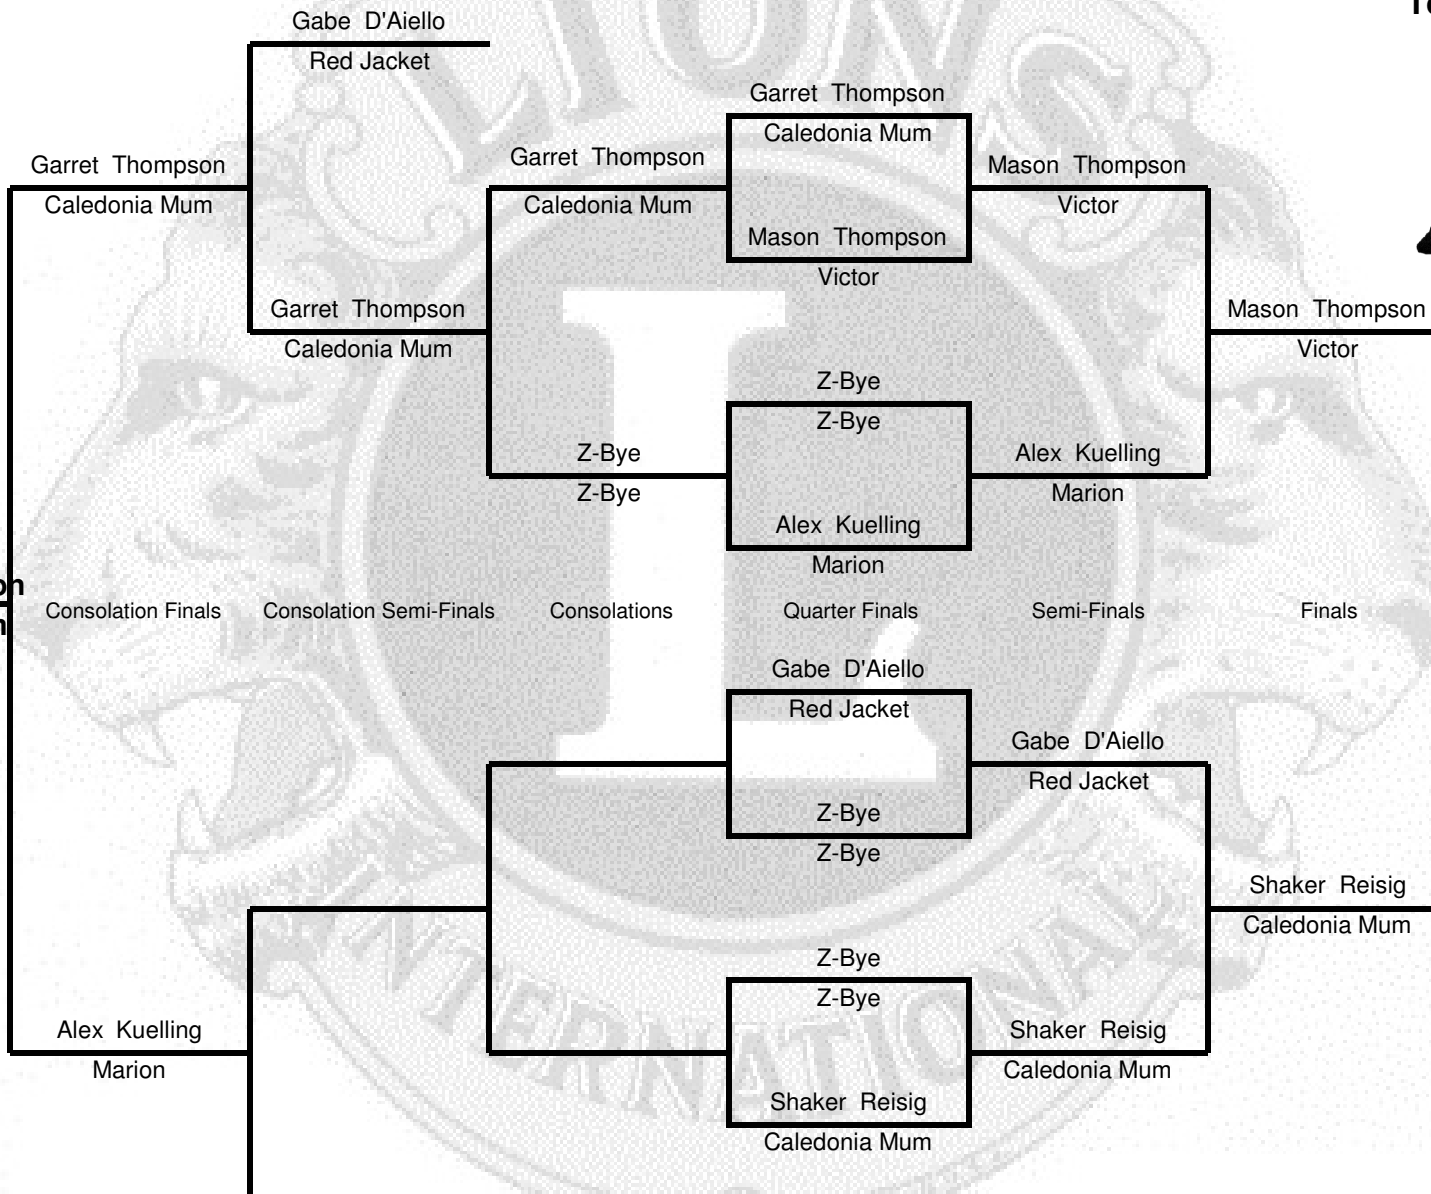 Gabe D'Aiello
Red Jacket
Garret Thompson
Caledonia Mum
Garret Thompson
Caledonia Mum
Garret Thompson
Caledonia Mum
Mason Thompson
Victor
Mason Thompson
Victor
Garret Thompson
Caledonia Mum
Mason Thompson
Victor
Z-Bye
Z-Bye
Z-Bye
Z-Bye
Alex Kuelling
Marion
Alex Kuelling
Marion
on
Consolation Finals
Consolation Semi-Finals
Consolations
Quarter Finals
Semi-Finals
Finals
Gabe D'Aiello
Red Jacket
Gabe D'Aiello
Red Jacket
Z-Bye
Z-Bye
Shaker Reisig
Caledonia Mum
Z-Bye
Z-Bye
Alex Kuelling
Marion
Shaker Reisig
Caledonia Mum
Shaker Reisig
Caledonia Mum
LIONS
L
INTERNATIONAL